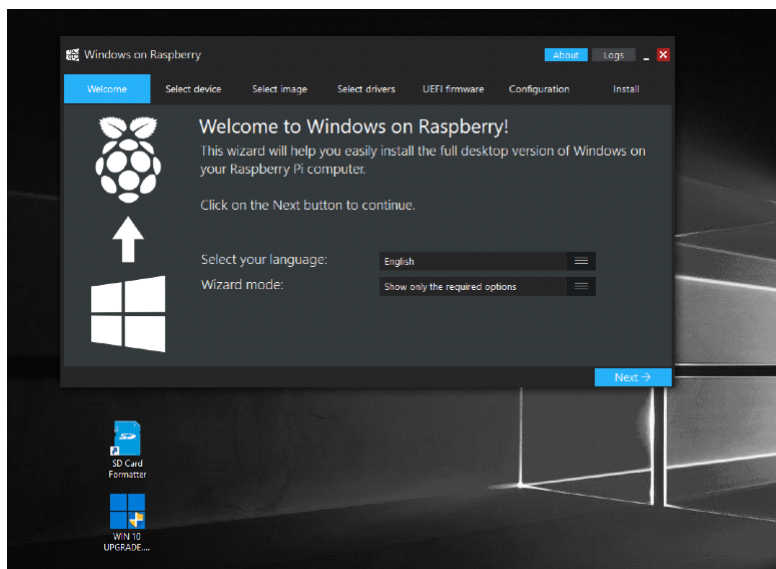 Windows on Raspberry
About
Logs
Welcome
Select device
Select image
Select drivers
UEFI firmware
Configuration
Install
Welcome to Windows on Raspberry!
This wizard will help you easily install the full desktop version of Windows on
your Raspberry Pi computer.
Click on the Next button to continue.
Select your language:
English
Wizard mode:
Show only the required options
Next →
SD Card
Formatter
WIN 10
UPGRADE....